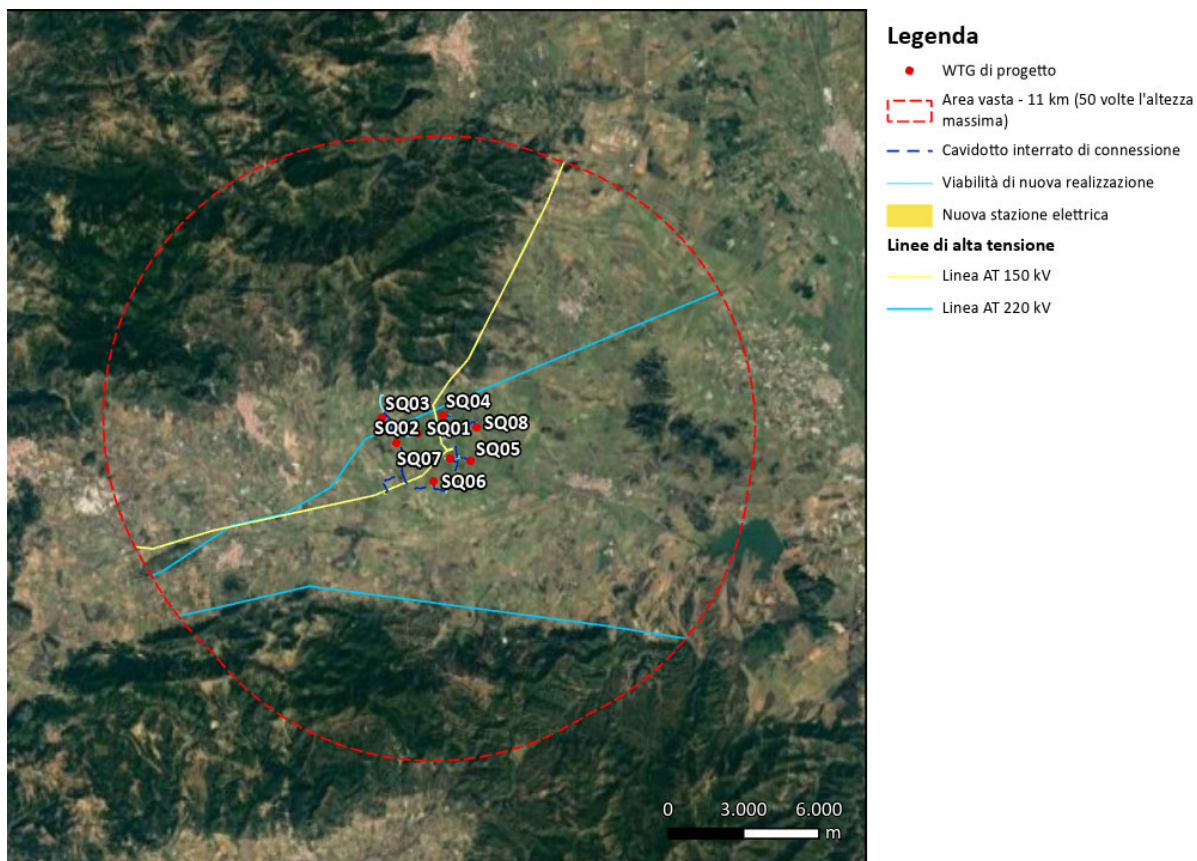 Legenda
WTG di progetto
Area vasta - 11 km (50 volte l'altezza
massima)
Cavidotto interrato di connessione
Viabilità di nuova realizzazione
Nuova stazione elettrica
Linee di alta tensione
Linea AT 150 kV
Linea AT 220 kV
SQ03
SQ04
SQ02
SQ01
SQ08
SQ07
SQ05
SQ06
0 3.000 6.000
m